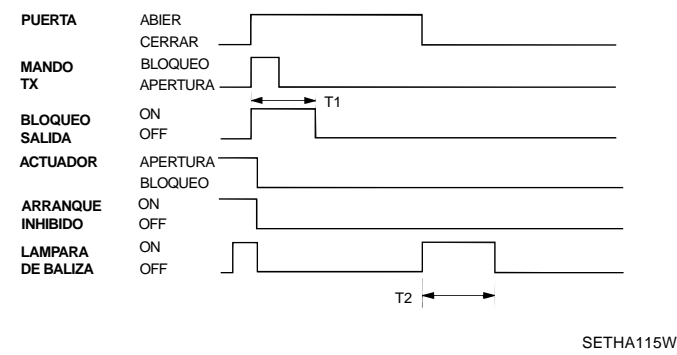 PUERTA ABIER
CERRAR
MANDO BLOQUEO
TX APERTURA
T1
BLOQUEO ON
SALIDA OFF
ACTUADOR APERTURA
BLOQUEO
ARRANQUE ON
INHIBIDO OFF
LAMPARA ON
DE BALIZA OFF
T2
SETHA115W